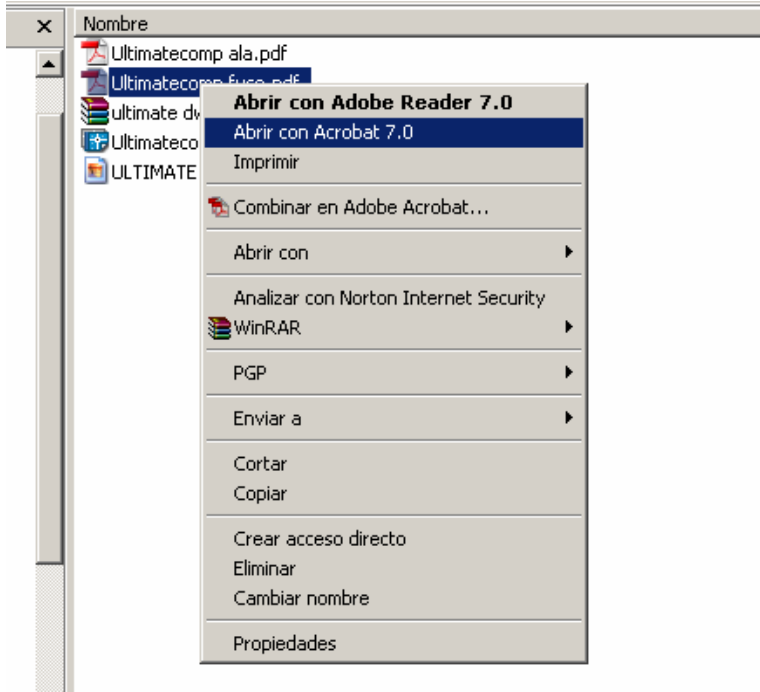 Nombre
Ultimatecomp ala.pdf
Ultimatecomp fuse.pdf
ultimate dw
Ultimateco
ULTIMATE
Abrir con Adobe Reader 7.0
Abrir con Acrobat 7.0
Imprimir
Combinar en Adobe Acrobat...
Abrir con
Analizar con Norton Internet Security
WinRAR
PGP
Enviar a
Cortar
Copiar
Crear acceso directo
Eliminar
Cambiar nombre
Propiedades